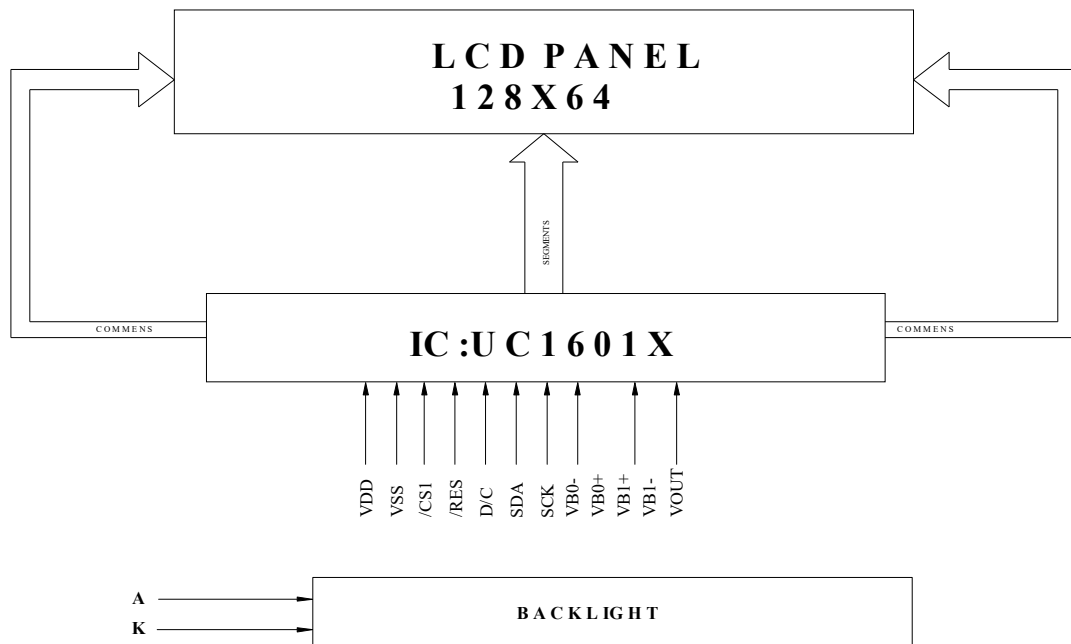 LCD PANEL
128X64
SEGMENTS
COMMENS
IC:UC1601X
COMMENS
VDD
VSS
/CS1
/RES
D/C
SDA
SCK
VB0-
VB0+
VB1+
VB1-
VOUT
A
BACKLIGHT
K